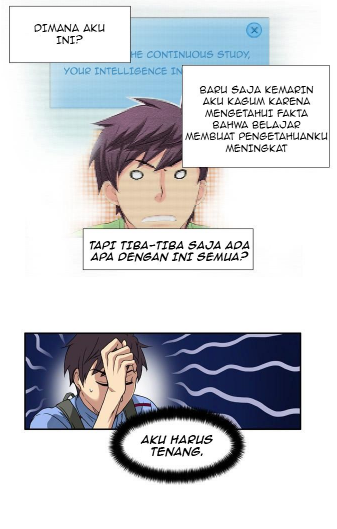 DIMANA AKU
INI?
HE CONTINUOUS STUDY,
YOUR INTELLIGENCE IN
BARU SAJA KEMARIN
AKU KAGUM KARENA
MENGETAHUI FAKTA
BAHWA BELAJAR
MEMBUAT PENGETAHUANKU
MENINGKAT
TAPI TIBA-TIBA SAJA ADA
APA DENGAN INI SEMUA?
AKU HARUS
TENANG.